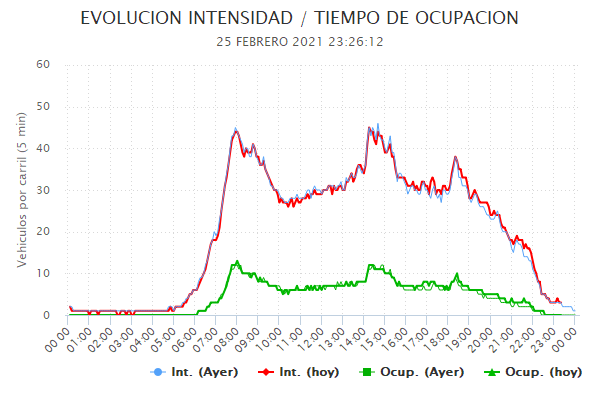 EVOLUCION INTENSIDAD / TIEMPO DE OCUPACION
25 FEBRERO 2021 23:26:12
60
50
40
30
20
10
0
Vehiculos por carril (5 min)
00:00 01:00 02:00 03:00 04:00 05:00 06:00 07:00 08:00 09:00 10:00 11:00 12:00 13:00 14:00 15:00 16:00 17:00 18:00 19:00 20:00 21:00 22:00 23:00 00:00
Int. (Ayer) Int. (hoy) Ocup. (Ayer) Ocup. (hoy)